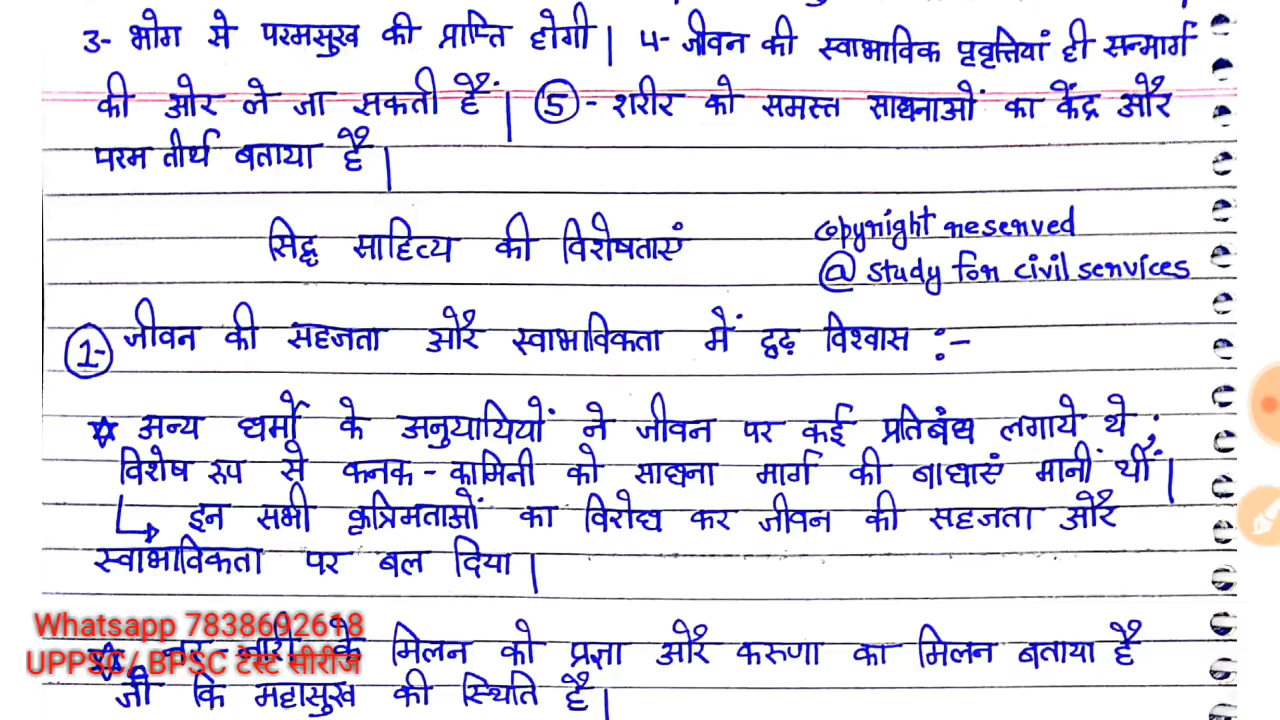 3- भोग से परमसुख की प्राप्ति होगी| 4- जीवन की स्वाभाविक प्रवृत्तियां ही सन्मार्ग
की ओर ले जा सकती हैं| ⑤- शरीर को समस्त साधनाओं का केंद्र और
परम तीर्थ बताया है|
सिद्ध साहित्य की विशेषताएं
copyright reserved
@ study for civil services
1- जीवन की सहजता और स्वाभाविकता में दृढ़ विश्वास :-
☆ अन्य धर्मों के अनुयायियों ने जीवन पर कई प्रतिबंध लगाये थे;
विशेष रूप से कनक-कामिनी को साधना मार्ग की बाधाएं मानीं थीं|
↳ इन सभी कृत्रिमताओं का विरोध कर जीवन की सहजता और
स्वाभाविकता पर बल दिया|
Whatsapp 7838692618
UPPSC/ BPSC टेस्ट सीरीज
☆ नर-नारी के मिलन को प्रज्ञा और करुणा का मिलन बताया है
जो कि महासुख की स्थिति है|